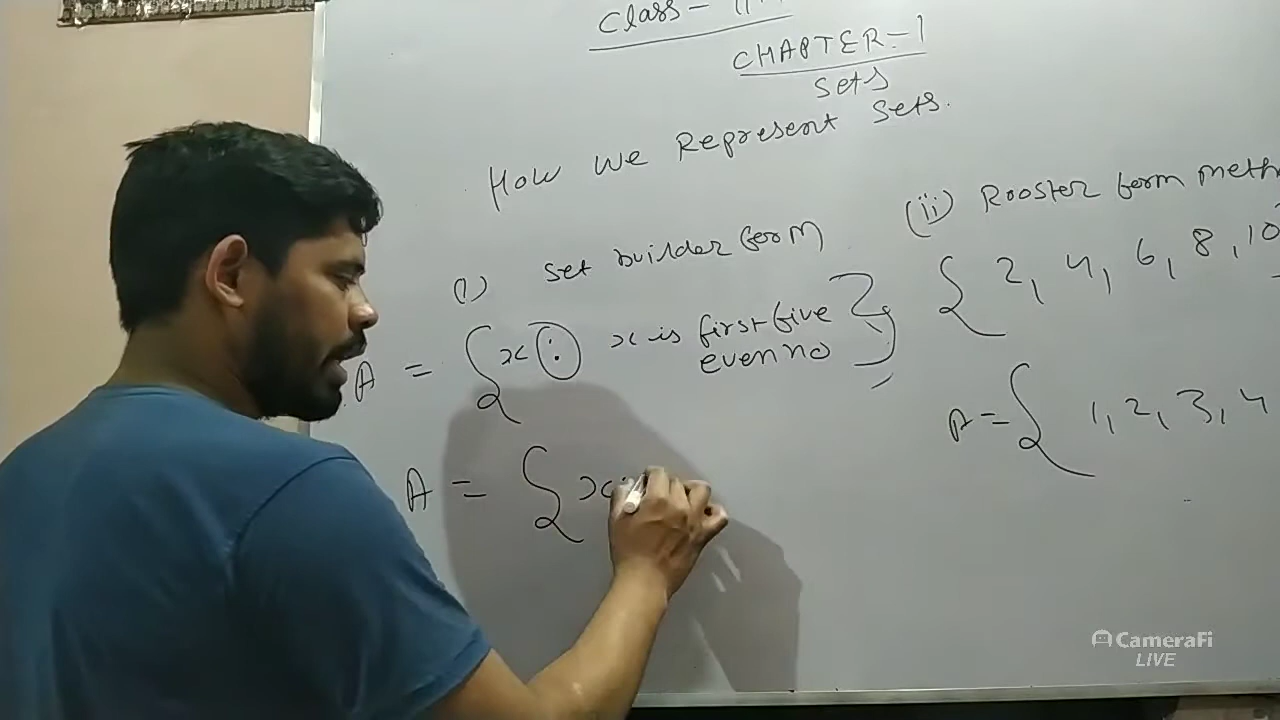 Class -
CHAPTER-1
Sets
How we Represent Sets.
(i) Set builder form
(ii) Rooster form meth
A = { x : x is first five
even no }
{ 2, 4, 6, 8, 10
A = { 1, 2, 3, 4
A = { x
CameraFi
LIVE